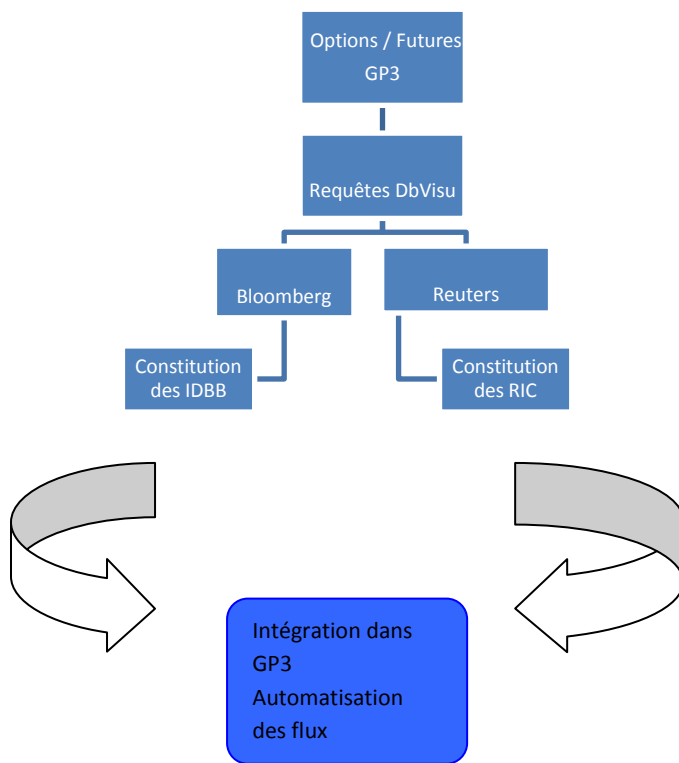 Options / Futures
GP3
Requêtes DbVisu
Bloomberg
Reuters
Constitution
des IDBB
Constitution
des RIC
Intégration dans
GP3
Automatisation
des flux